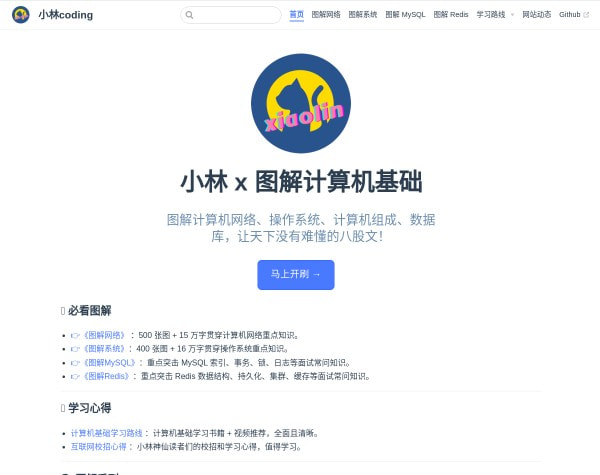 小林coding
首页 图解网络 图解系统 图解 MySQL 图解 Redis 学习路线 网站动态 Github
xiaolin
小林 x 图解计算机基础
图解计算机网络、操作系统、计算机组成、数据
库，让天下没有难懂的八股文！
马上开刷 →
必看图解
👉《图解网络》 ：500 张图 + 15 万字贯穿计算机网络重点知识。
👉《图解系统》：400 张图 + 16 万字贯穿操作系统重点知识。
👉《图解MySQL》：重点突击 MySQL 索引、事务、锁、日志等面试常问知识。
👉《图解Redis》：重点突击 Redis 数据结构、持久化、集群、缓存等面试常问知识。
学习心得
计算机基础学习路线 ：计算机基础学习书籍 + 视频推荐，全面且清晰。
互联网校招心得 ：小林神仙读者们的校招和学习心得，值得学习。